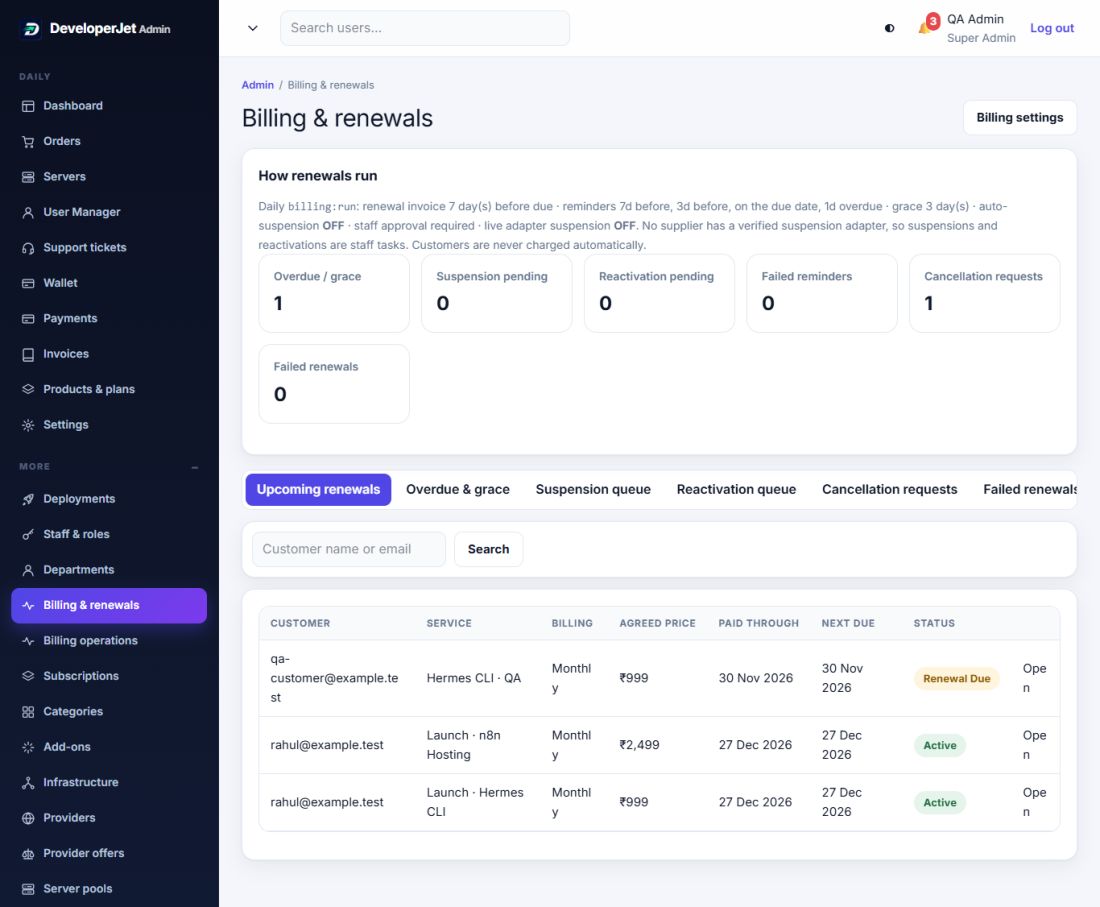 DeveloperJet Admin
DAILY
Dashboard
Orders
Servers
User Manager
Support tickets
Wallet
Payments
Invoices
Products & plans
Settings
MORE
Deployments
Staff & roles
Departments
Billing & renewals
Billing operations
Subscriptions
Categories
Add-ons
Infrastructure
Providers
Provider offers
Server pools
Search users...
3
QA Admin
Super Admin
Log out
Admin / Billing & renewals
Billing & renewals
Billing settings
How renewals run
Daily billing:run: renewal invoice 7 day(s) before due · reminders 7d before, 3d before, on the due date, 1d overdue · grace 3 day(s) · auto-
suspension OFF · staff approval required · live adapter suspension OFF. No supplier has a verified suspension adapter, so suspensions and
reactivations are staff tasks. Customers are never charged automatically.
Overdue / grace
1
Suspension pending
0
Reactivation pending
0
Failed reminders
0
Cancellation requests
1
Failed renewals
0
Upcoming renewals Overdue & grace Suspension queue Reactivation queue Cancellation requests Failed renewals
Customer name or email
Search
CUSTOMER SERVICE BILLING AGREED PRICE PAID THROUGH NEXT DUE STATUS
qa-
customer@example.te
st
Hermes CLI · QA
Monthl
y
₹999
30 Nov 2026
30 Nov
2026
Renewal Due
Ope
n
rahul@example.test
Launch · n8n
Hosting
Monthl
y
₹2,499
27 Dec 2026
27 Dec
2026
Active
Ope
n
rahul@example.test
Launch · Hermes
CLI
Monthl
y
₹999
27 Dec 2026
27 Dec
2026
Active
Ope
n